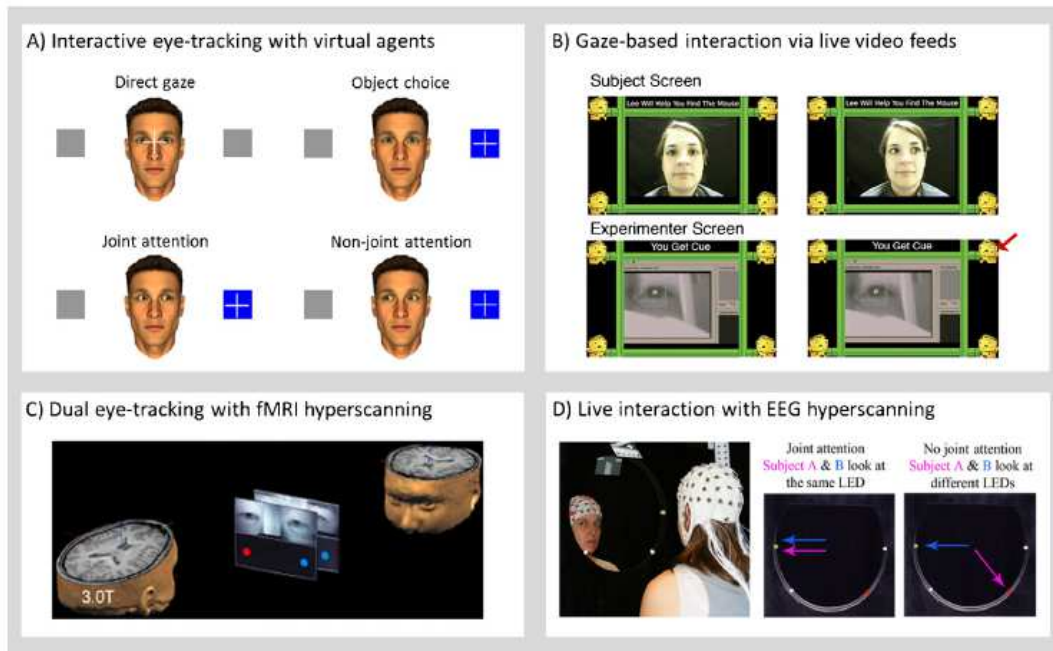 A) Interactive eye-tracking with virtual agents
Direct gaze
Object choice
Joint attention
Non-joint attention
B) Gaze-based interaction via live video feeds
Subject Screen
Lee Will Help You Find The Mouse
Lee Will Help You Find The Mouse
Experimenter Screen
You Get Cue
You Get Cue
C) Dual eye-tracking with fMRI hyperscanning
3.0T
D) Live interaction with EEG hyperscanning
Joint attention
Subject A & B look at
the same LED
No joint attention
Subject A & B look at
different LEDs